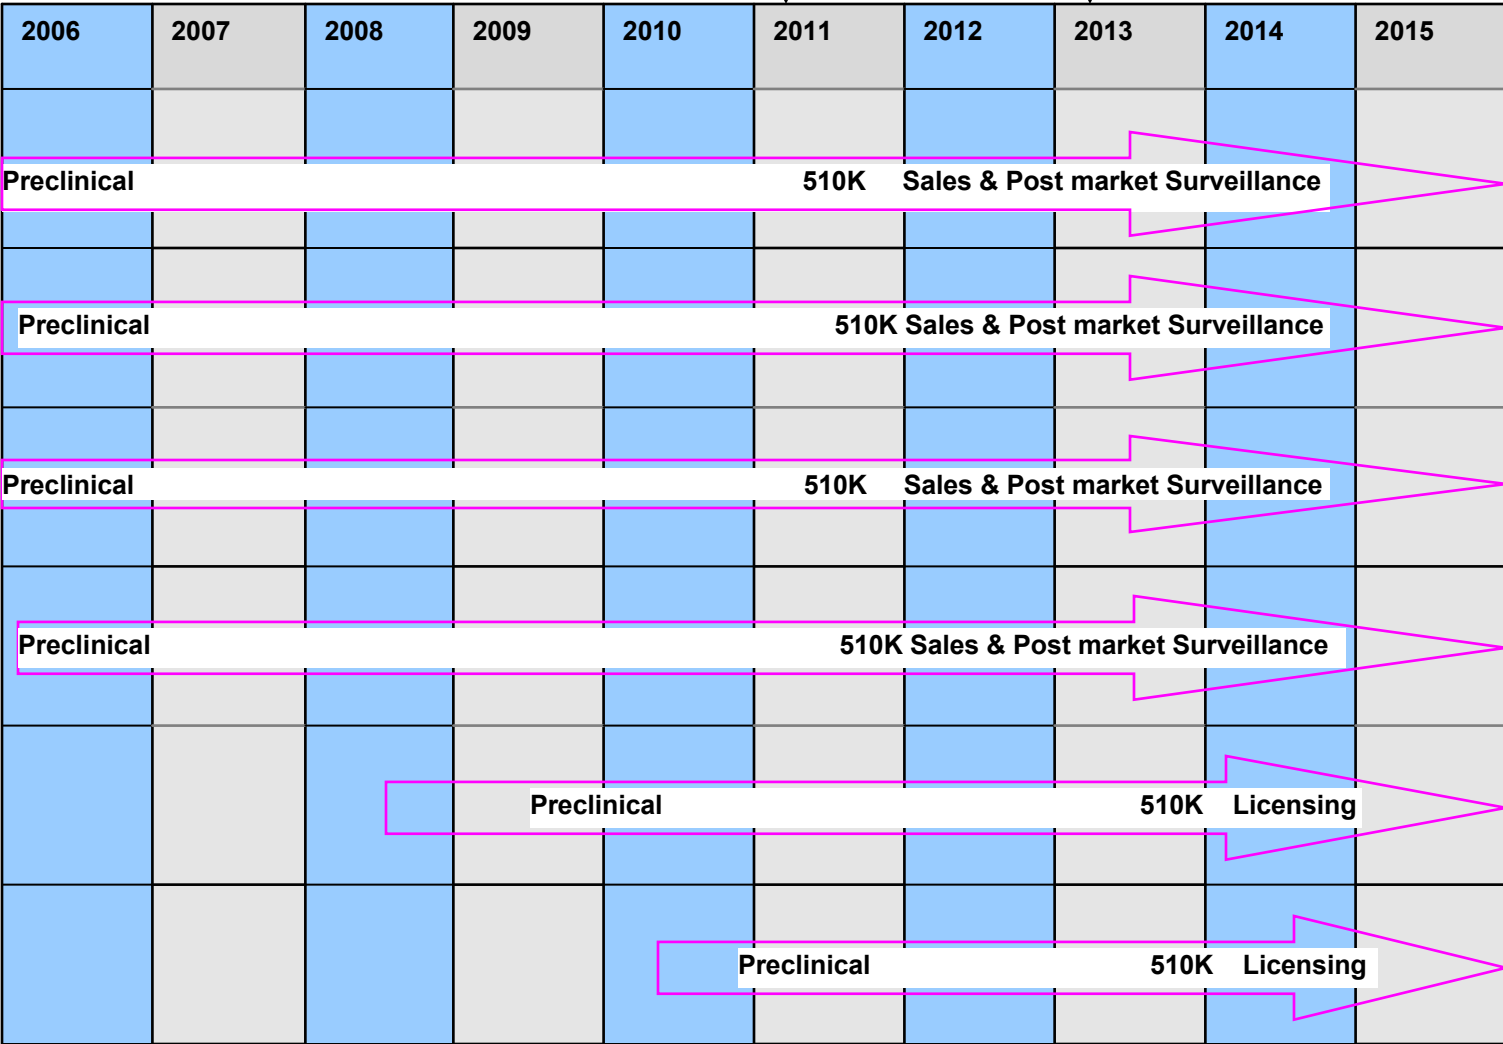 2006 2007 2008 2009 2010 2011 2012 2013 2014 2015
Preclinical 510K Sales & Post market Surveillance
Preclinical 510K Sales & Post market Surveillance
Preclinical 510K Sales & Post market Surveillance
Preclinical 510K Sales & Post market Surveillance
Preclinical 510K Licensing
Preclinical 510K Licensing